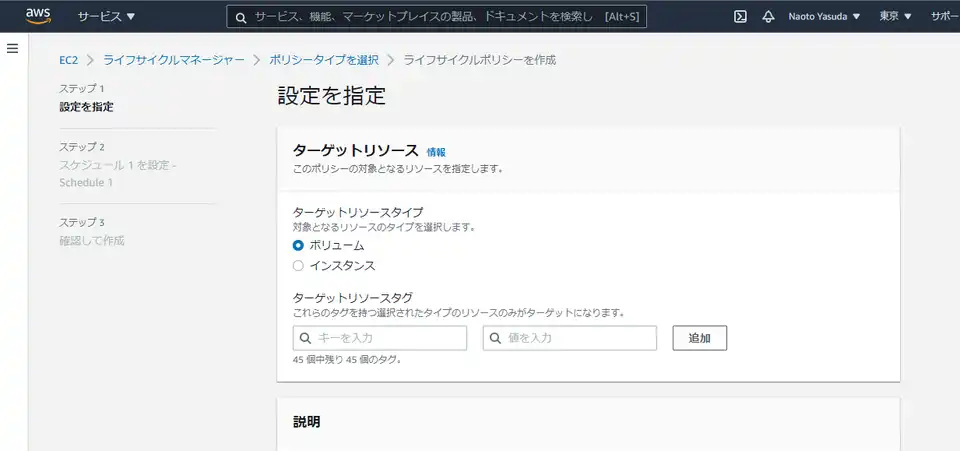 aws サービス ▼ サービス、機能、マーケットプレイスの製品、ドキュメントを検索し [Alt+S] Naoto Yasuda ▼ 東京 ▼ サポー
EC2 > ライフサイクルマネージャー > ポリシータイプを選択 > ライフサイクルポリシーを作成
ステップ 1
設定を指定
ステップ 2
スケジュール 1 を設定 -
Schedule 1
ステップ 3
確認して作成
設定を指定
ターゲットリソース 情報
このポリシーの対象となるリソースを指定します。
ターゲットリソースタイプ
対象となるリソースのタイプを選択します。
ボリューム
インスタンス
ターゲットリソースタグ
これらのタグを持つ選択されたタイプのリソースのみがターゲットになります。
キーを入力 値を入力 追加
45 個中残り 45 個のタグ。
説明